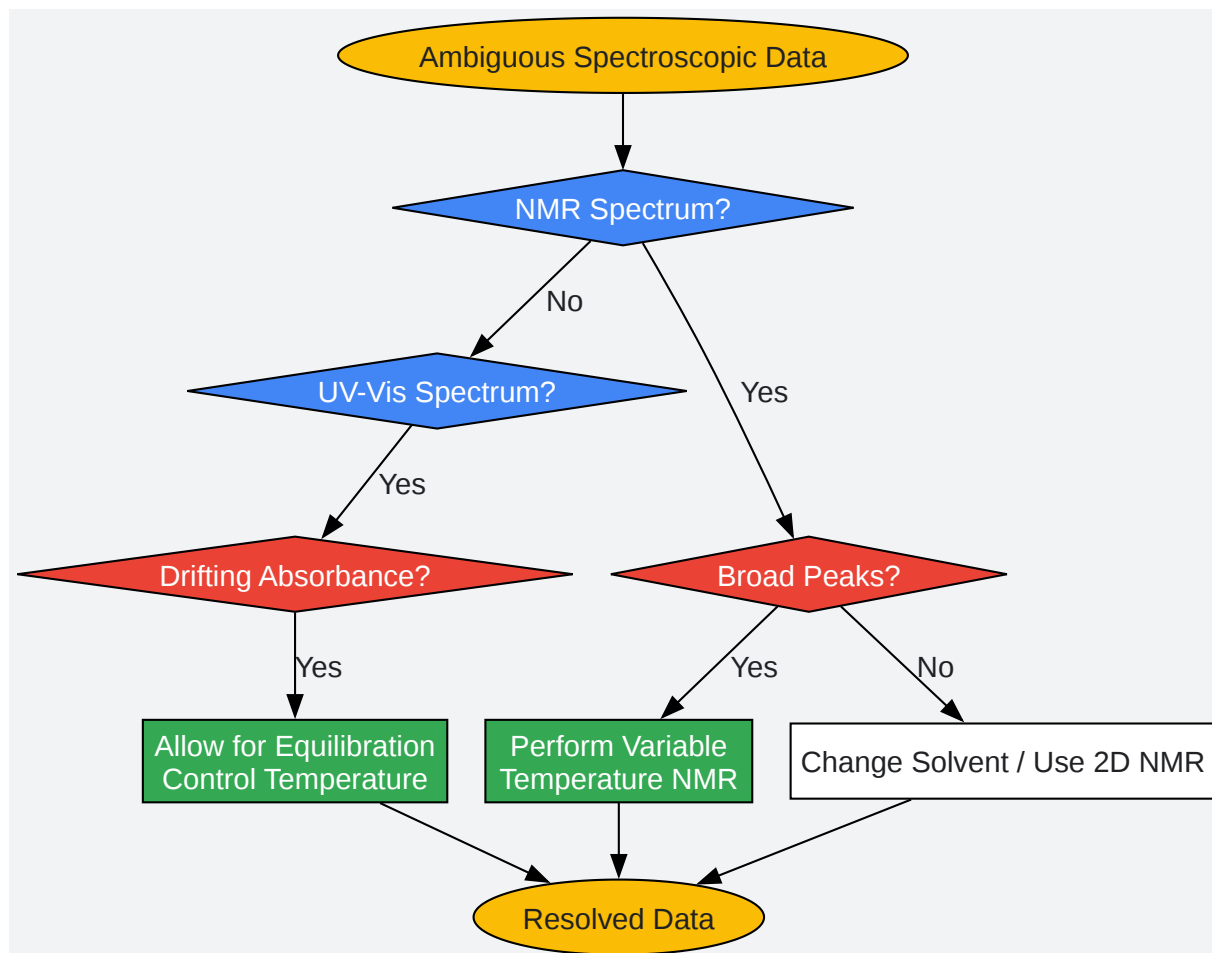 Ambiguous Spectroscopic Data
NMR Spectrum?
No
UV-Vis Spectrum?
Yes
Yes
Drifting Absorbance?
Broad Peaks?
Yes
Yes
No
Allow for Equilibration
Control Temperature
Perform Variable
Temperature NMR
Change Solvent / Use 2D NMR
Resolved Data